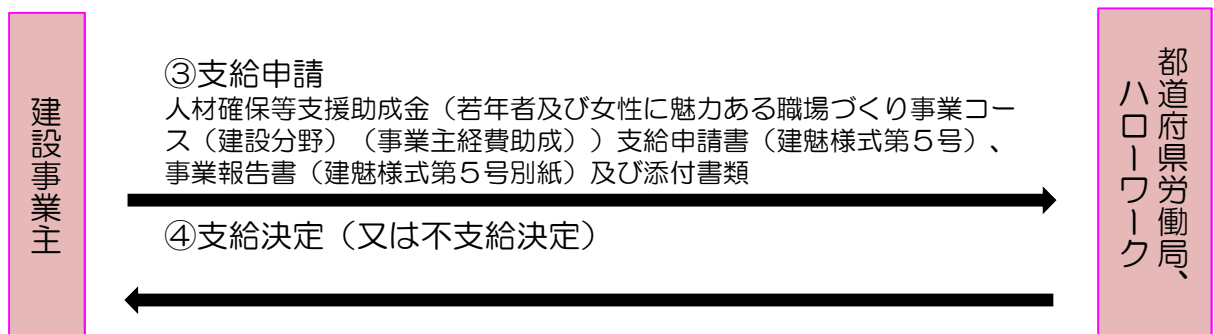 建設事業主
③支給申請
人材確保等支援助成金（若年者及び女性に魅力ある職場づくり事業コー
ス（建設分野）（事業主経費助成））支給申請書（建魅様式第５号）、
事業報告書（建魅様式第５号別紙）及び添付書類
④支給決定（又は不支給決定）
都道府県労働局、
ハローワーク